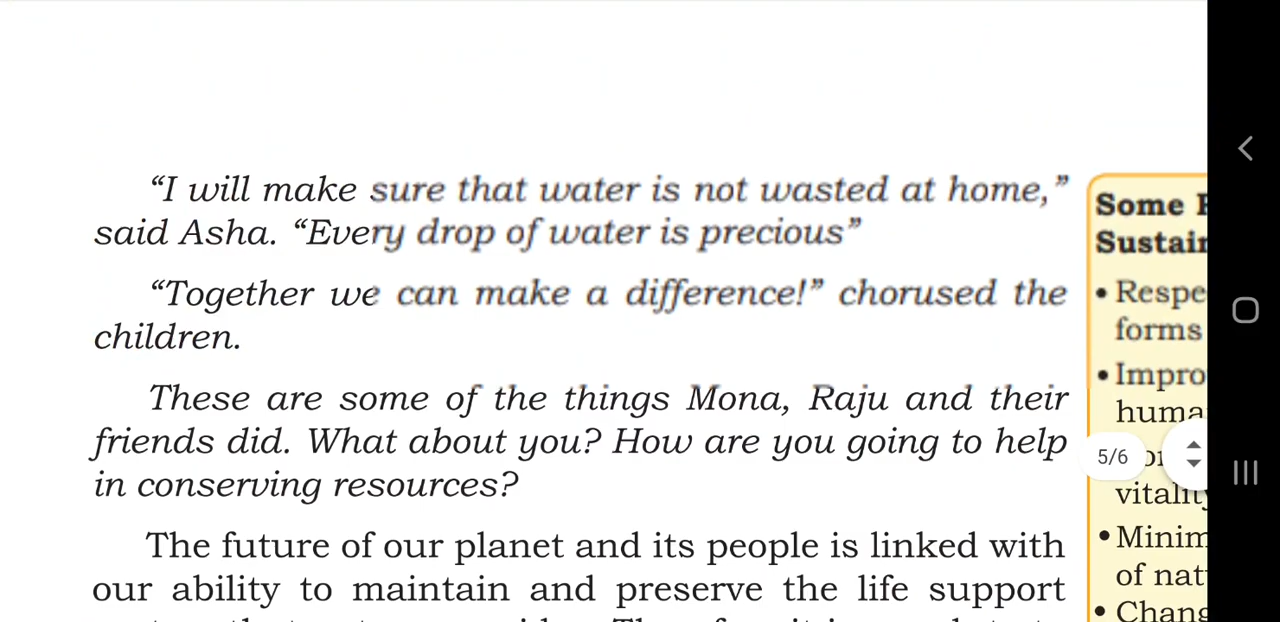 “I will make sure that water is not wasted at home,”
said Asha. “Every drop of water is precious”
“Together we can make a difference!” chorused the
children.
These are some of the things Mona, Raju and their
friends did. What about you? How are you going to help
in conserving resources?
The future of our planet and its people is linked with
our ability to maintain and preserve the life support
Some
Sustain
• Respe
forms
• Impro
huma
5/6
vitality
• Minim
of nat
• Chang